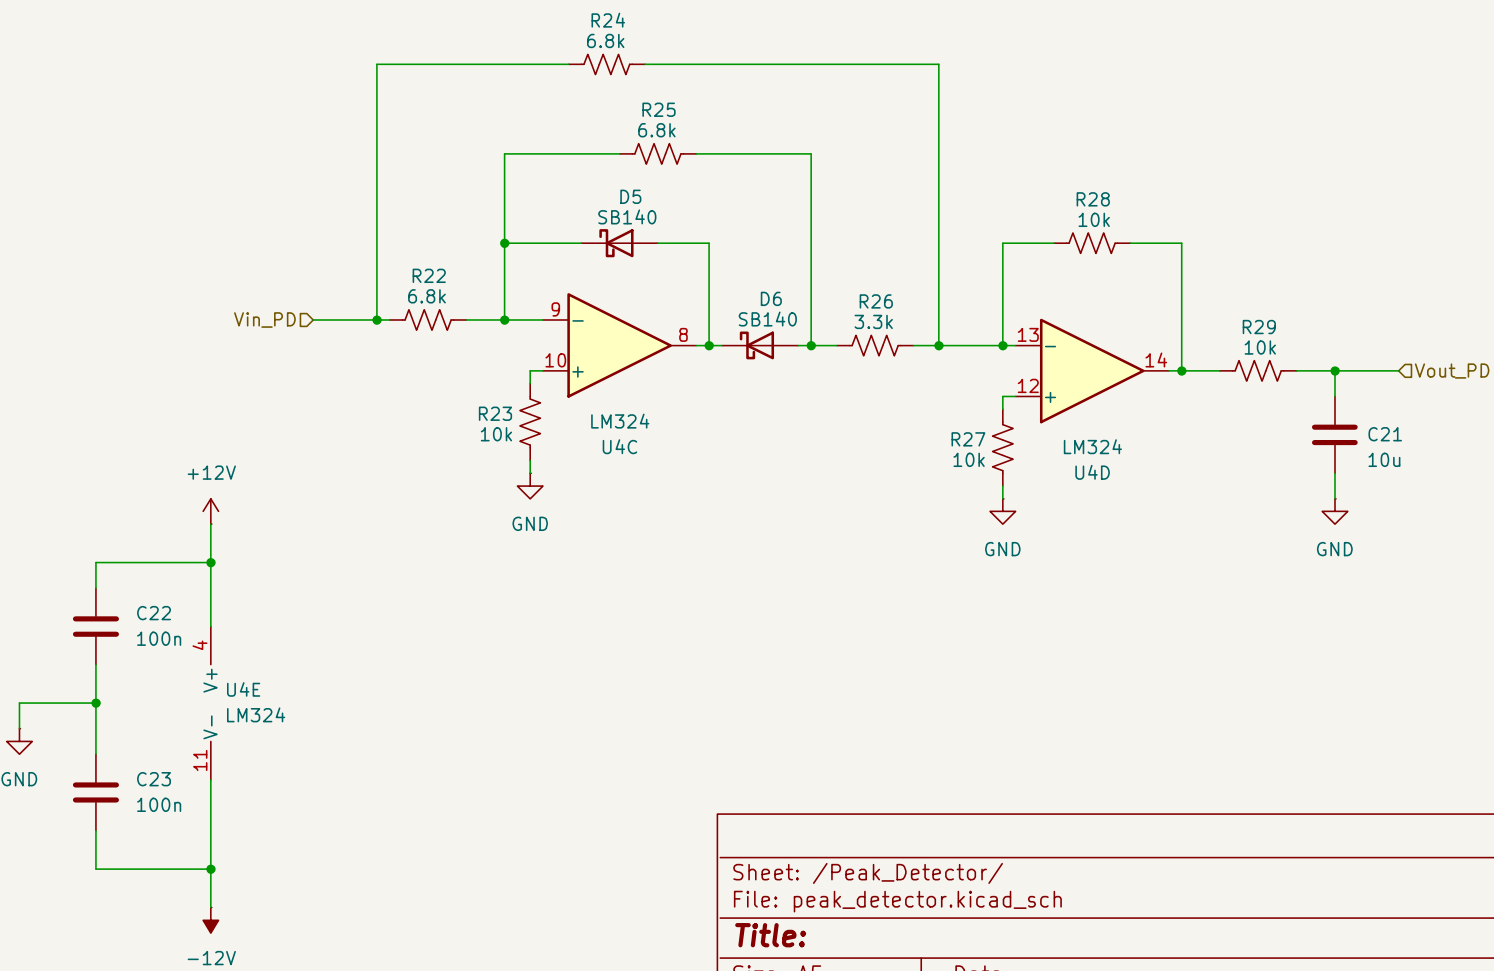 R24
6.8k
R25
6.8k
D5
SB140
R28
10k
R22
6.8k
Vin_PD
9
10
8
D6
SB140
R26
3.3k
13
12
14
R29
10k
Vout_PD
R23
10k
LM324
U4C
GND
R27
10k
LM324
U4D
GND
C21
10u
GND
+12V
C22
100n
4
V+
U4E
LM324
V-
11
GND
C23
100n
-12V
Sheet: /Peak_Detector/
File: peak_detector.kicad_sch
Title: